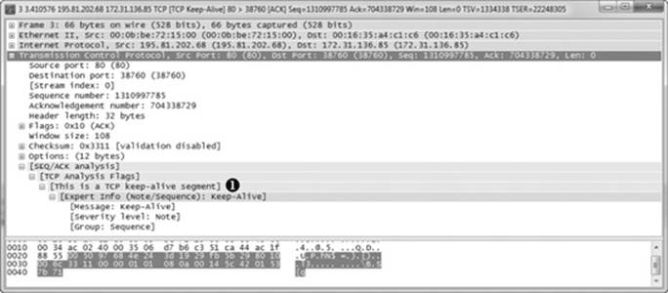 3 3.410576 195.81.202.68 172.31.136.85 TCP [TCP Keep-Alive] 80 > 38760 [ACK] Seq=1310997785 Ack=704338729 Win=108 Len=0 TSV=1334338 TSER=22248305
Frame 3: 66 bytes on wire (528 bits), 66 bytes captured (528 bits)
Ethernet II, Src: 00:0b:be:72:15:00 (00:0b:be:72:15:00), Dst: 00:16:35:a4:c1:c6 (00:16:35:a4:c1:c6)
Internet Protocol, Src: 195.81.202.68 (195.81.202.68), Dst: 172.31.136.85 (172.31.136.85)
Transmission Control Protocol, Src Port: 80 (80), Dst Port: 38760 (38760), Seq: 1310997785, Ack: 704338729, Len: 0
Source port: 80 (80)
Destination port: 38760 (38760)
[Stream index: 0]
Sequence number: 1310997785
Acknowledgement number: 704338729
Header length: 32 bytes
Flags: 0x10 (ACK)
Window size: 108
Checksum: 0x3311 [validation disabled]
Options: (12 bytes)
[SEQ/ACK analysis]
[TCP Analysis Flags]
[This is a TCP keep-alive segment] 1
[Expert Info (Note/Sequence): Keep-Alive]
[Message: Keep-Alive]
[Severity level: Note]
[Group: Sequence]
0010 00 34 ac 02 40 00 35 06 d7 b6 c3 51 ca 44 ac 1f .4..@.5. ...Q.D..
0020 88 55 00 50 97 68 4e 24 3d 19 29 fb 5b 29 80 10 .U.P.hN$ =.).[)..
0030 00 6c 33 11 00 00 01 01 08 0a 00 14 5c 42 01 53
0040 7b 71 {q